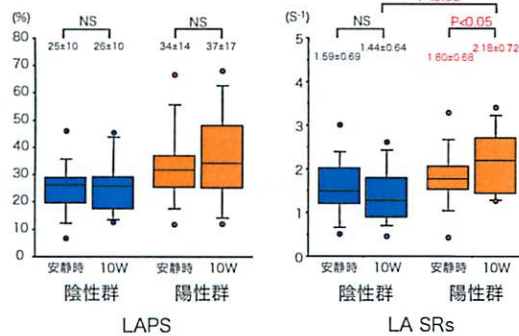 (%)
NS
NS
25±10
26±10
34±14
37±17
80
70
60
50
40
30
20
10
0
安静時
10W
安静時
10W
陰性群
陽性群
LAPS
(S-1)
NS
P<0.05
1.59±0.69
1.44±0.64
1.80±0.68
2.18±0.72
5
4
3
2
1
0
安静時
10W
安静時
10W
陰性群
陽性群
LA SRs